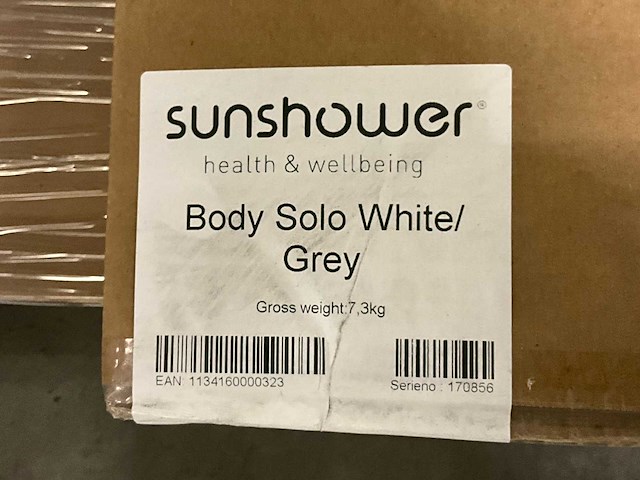 sunshower®
health & wellbeing
Body Solo White/
Grey
Gross weight:7,3kg
EAN: 1134160000323
Serieno : 170856